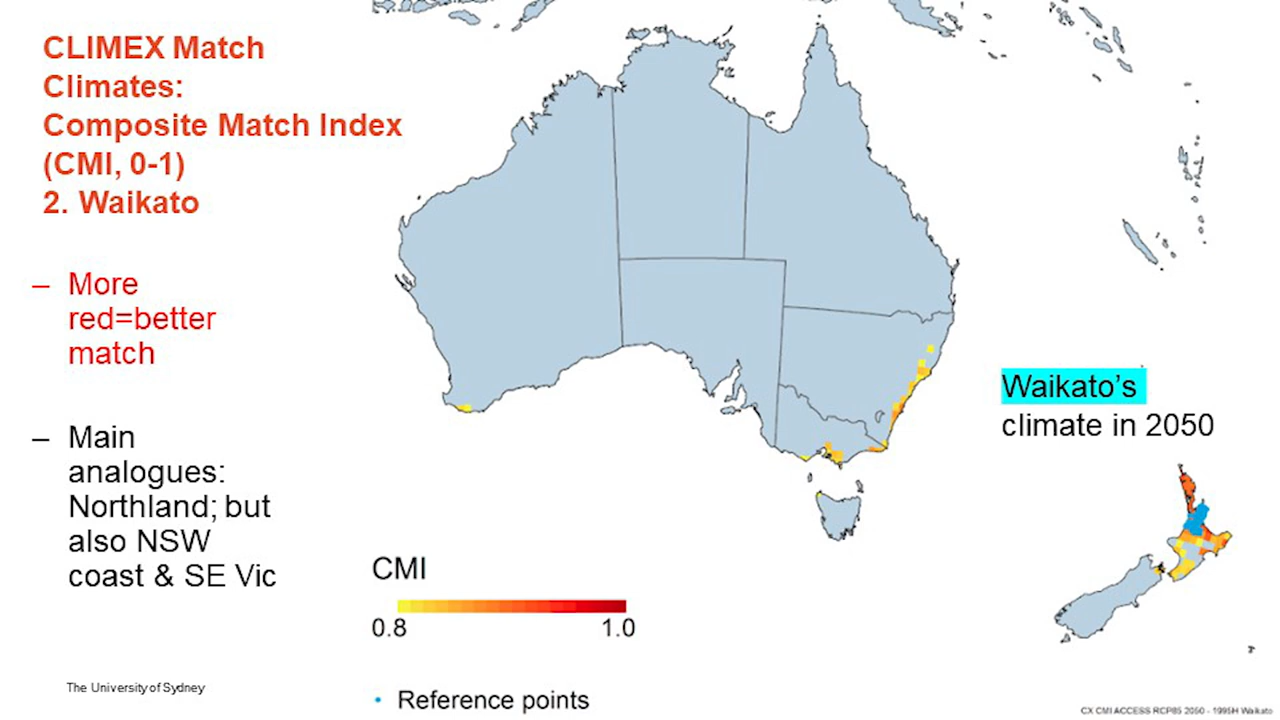 CLIMEX Match
Climates:
Composite Match Index
(CMI, 0-1)
2. Waikato
– More
red=better
match
– Main
analogues:
Northland; but
also NSW
coast & SE Vic
The University of Sydney
CMI
0.8 1.0
• Reference points
Waikato’s
climate in 2050
CX CMI ACCESS RCP85 2050 - 1995H Waikato